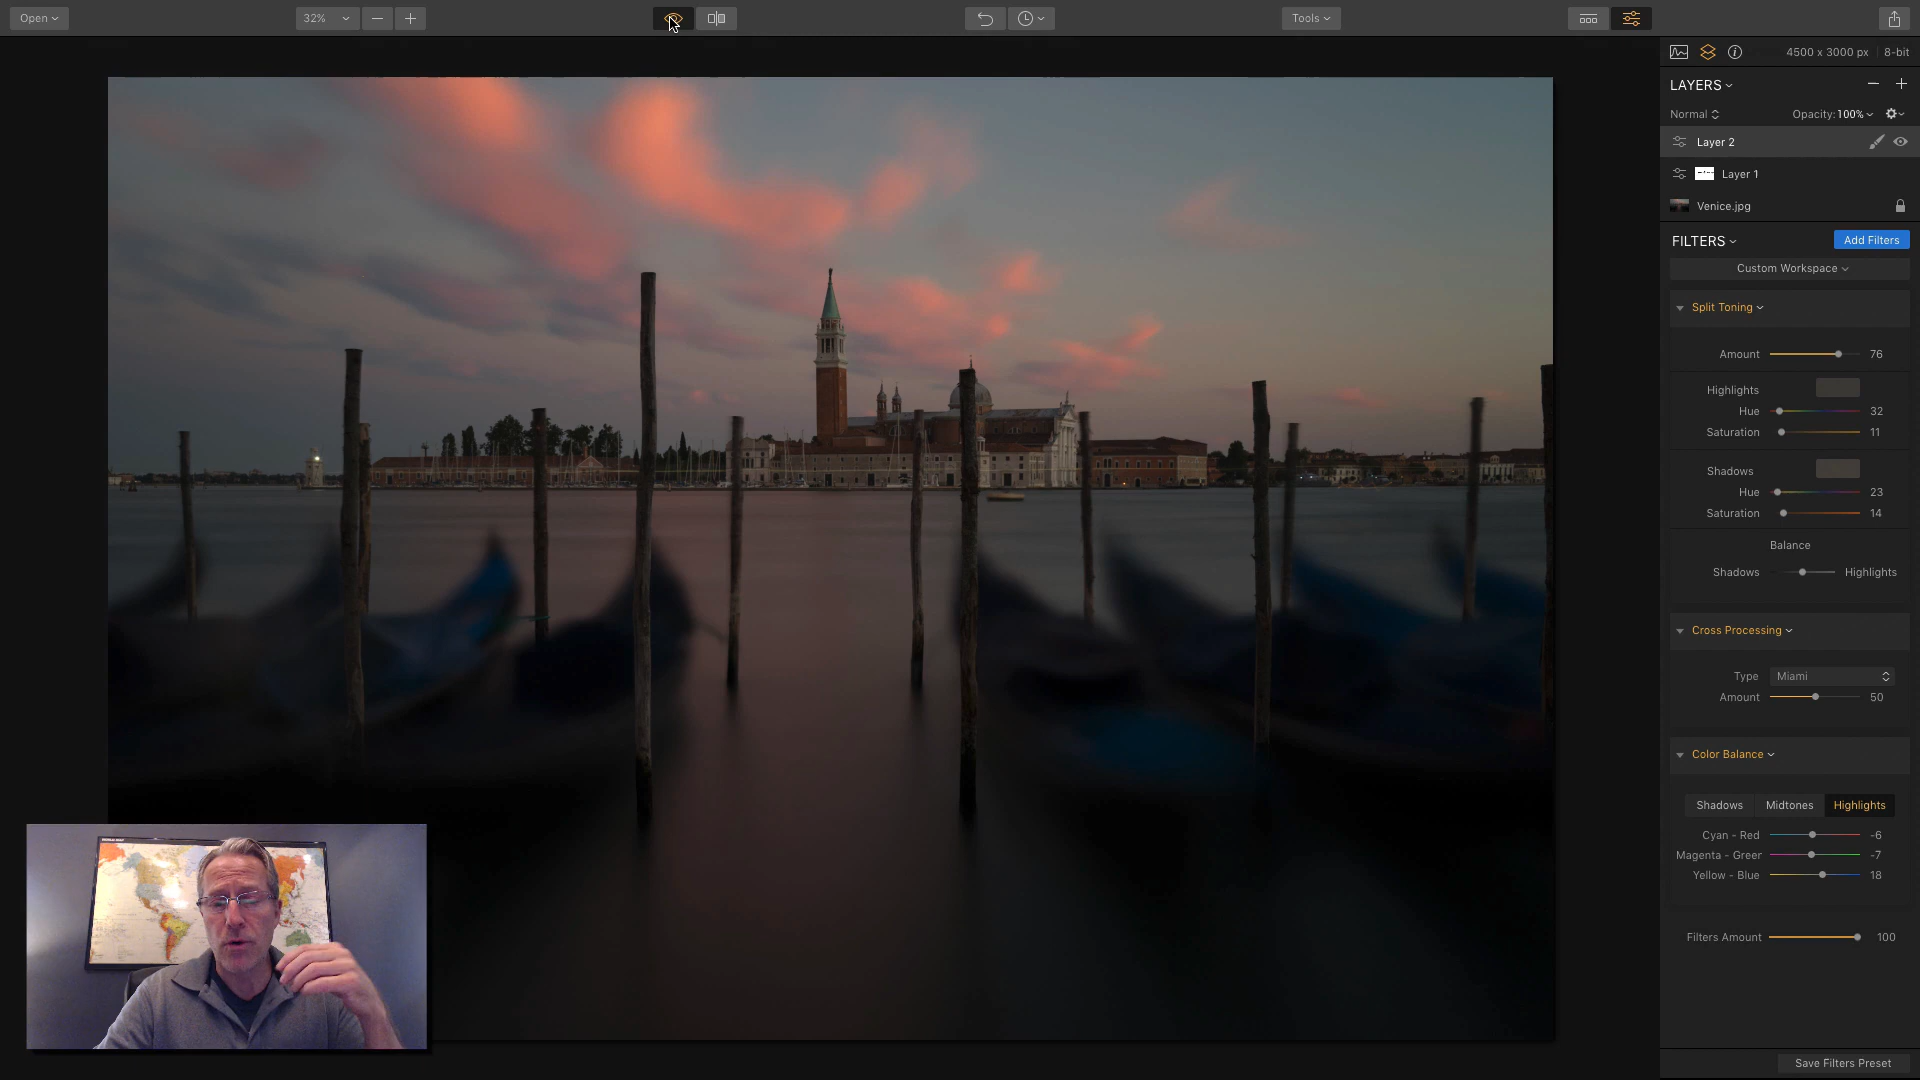 Open
32%
Tools
4500 x 3000 px
8-bit
LAYERS
Normal
Opacity: 100%
Layer 2
Layer 1
Venice.jpg
FILTERS
Add Filters
Custom Workspace
Split Toning
Amount 76
Highlights
Hue 32
Saturation 11
Shadows
Hue 23
Saturation 14
Balance
Shadows Highlights
Cross Processing
Type Miami
Amount 50
Color Balance
Shadows Midtones Highlights
Cyan - Red -6
Magenta - Greer -7
Yellow - Blue 18
Filters Amount 100
Save Filters Preset